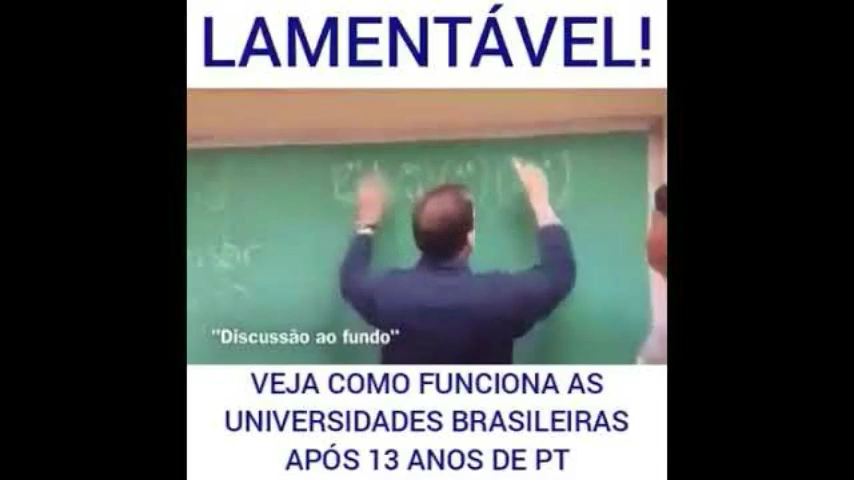 LAMENTÁVEL!
"Discussão ao fundo"
VEJA COMO FUNCIONA AS
UNIVERSIDADES BRASILEIRAS
APÓS 13 ANOS DE PT